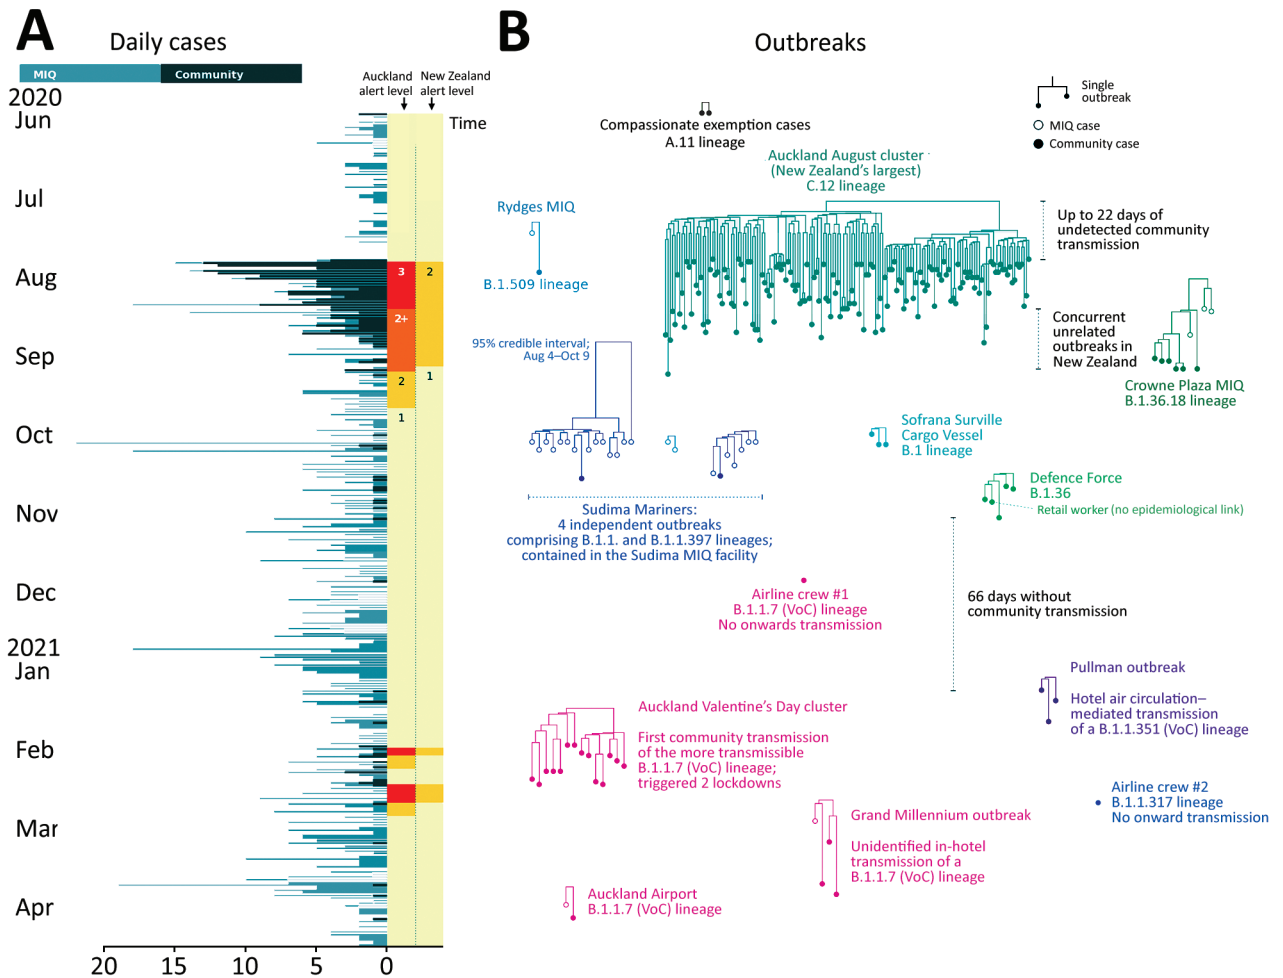 A
Daily cases
MIQ
Community
Auckland
alert level
New Zealand
alert level
Time
2020
Jun
Jul
Aug
Sep
Oct
Nov
Dec
2021
Jan
Feb
Mar
Apr
3
2
2+
2
1
1
20
15
10
5
0
B
Outbreaks
Single
outbreak
MIQ case
Community case
Compassionate exemption cases
A.11 lineage
Auckland August cluster
(New Zealand's largest)
C.12 lineage
Rydges MIQ
B.1.509 lineage
Up to 22 days of
undetected community
transmission
Concurrent
unrelated
outbreaks in
New Zealand
Crowne Plaza MIQ
B.1.36.18 lineage
95% credible interval;
Aug 4–Oct 9
Sofrana Surville
Cargo Vessel
B.1 lineage
Defence Force
B.1.36
Retail worker (no epidemiological link)
Sudima Mariners:
4 independent outbreaks
comprising B.1.1. and B.1.1.397 lineages;
contained in the Sudima MIQ facility
Airline crew #1
B.1.1.7 (VoC) lineage
No onwards transmission
66 days without
community transmission
Pullman outbreak
Hotel air circulation–
mediated transmission
of a B.1.1.351 (VoC) lineage
Auckland Valentine's Day cluster
First community transmission
of the more transmissible
B.1.1.7 (VoC) lineage;
triggered 2 lockdowns
Airline crew #2
B.1.1.317 lineage
No onward transmission
Grand Millennium outbreak
Unidentified in-hotel
transmission of a
B.1.1.7 (VoC) lineage
Auckland Airport
B.1.1.7 (VoC) lineage